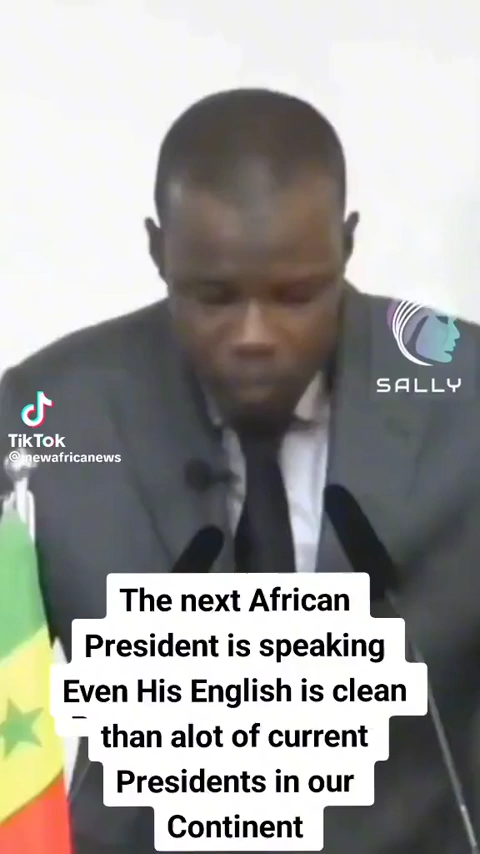 SALLY
TikTok
@newafricanews
The next African
President is speaking
Even His English is clean
than alot of current
Presidents in our
Continent